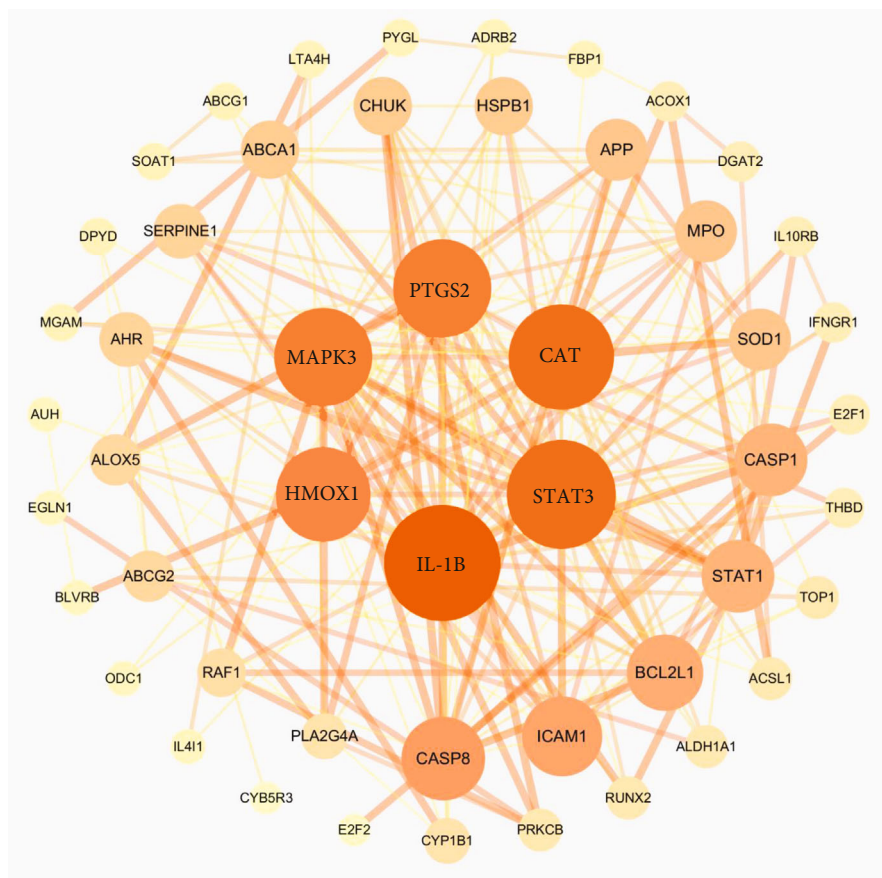 PYGL
ADRB2
LTA4H
FBP1
ABCG1
CHUK
HSPB1
ACOX1
SOAT1
ABCA1
APP
DGAT2
DPYD
SERPINE1
MPO
IL10RB
PTGS2
MGAM
AHR
MAPK3
CAT
SOD1
IFNGR1
AUH
ALOX5
CASP1
E2F1
EGLN1
HMOX1
STAT3
THBD
BLVRB
ABCG2
IL-1B
STAT1
TOP1
ODC1
RAF1
BCL2L1
ACSL1
IL4I1
PLA2G4A
CASP8
ICAM1
ALDH1A1
CYB5R3
RUNX2
E2F2
CYP1B1
PRKCB